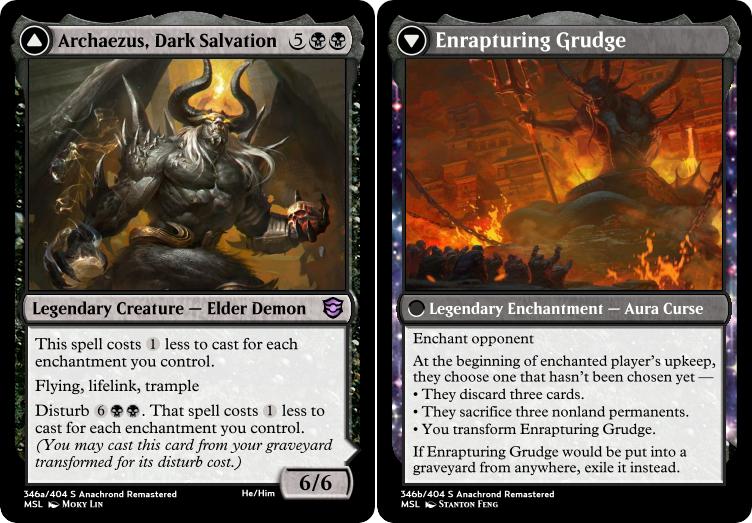 Archaezus, Dark Salvation 5
Legendary Creature — Elder Demon
This spell costs 1 less to cast for each
enchantment you control.
Flying, lifelink, trample
Disturb 6. That spell costs 1 less to
cast for each enchantment you control.
(You may cast this card from your graveyard
transformed for its disturb cost.)
6/6
346a/404 S Anachrond Remastered
He/Him
MSL Moky Lin
Enrapturing Grudge
Legendary Enchantment — Aura Curse
Enchant opponent
At the beginning of enchanted player's upkeep,
they choose one that hasn't been chosen yet —
• They discard three cards.
• They sacrifice three nonland permanents.
• You transform Enrapturing Grudge.
If Enrapturing Grudge would be put into a
graveyard from anywhere, exile it instead.
346b/404 S Anachrond Remastered
MSL Stanton Feng